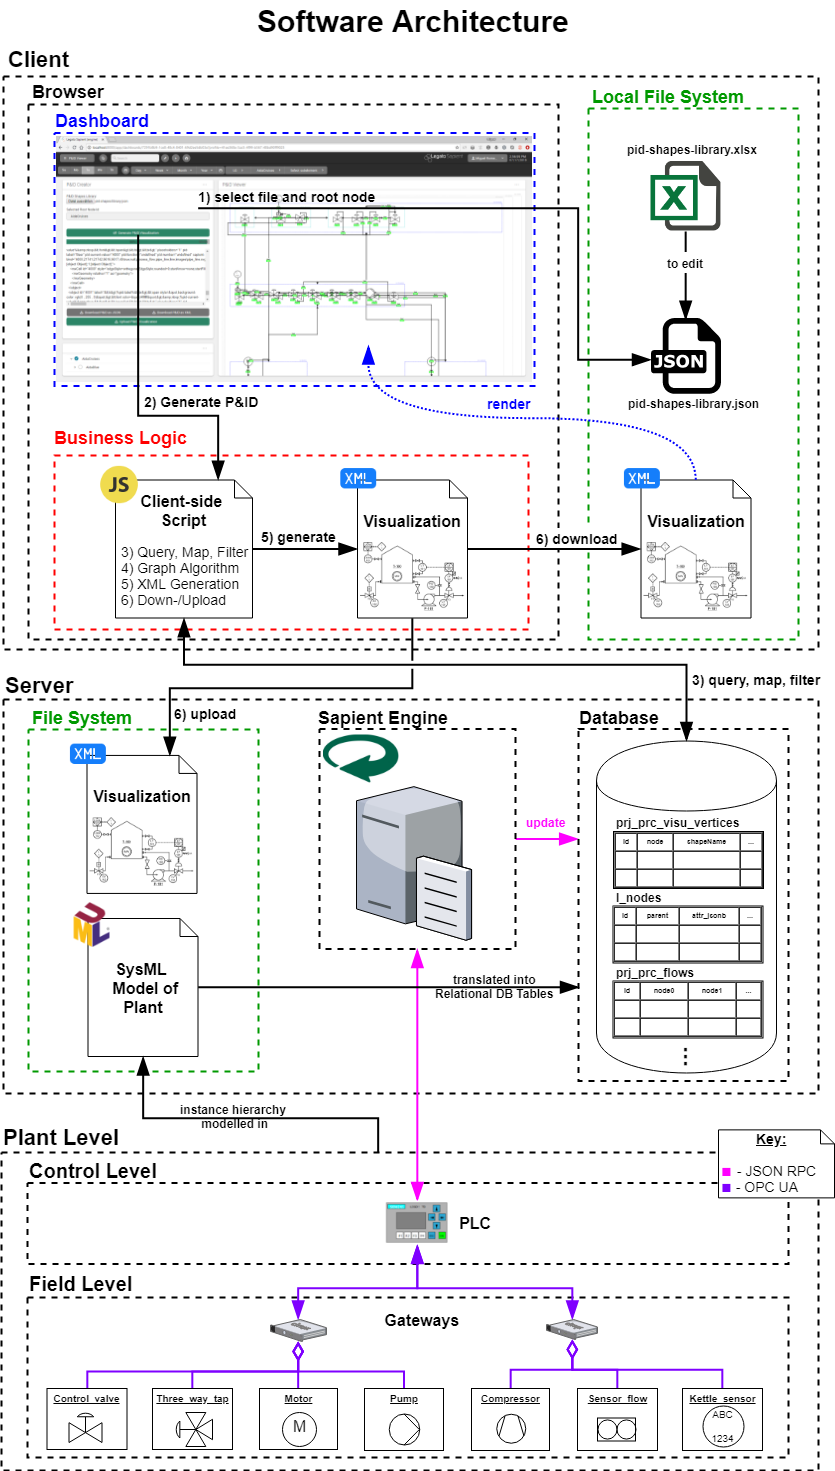 Software Architecture
Client
Browser
Dashboard
Local File System
pid-shapes-library.xlsx
1) select file and root node
to edit
JSON
pid-shapes-library.json
2) Generate P&ID
render
Business Logic
JS
XML
XML
Client-side
Script
3) Query, Map, Filter
4) Graph Algorithm
5) XML Generation
6) Down-/Upload
5) generate
Visualization
6) download
Visualization
3) query, map, filter
Server
File System
6) upload
Sapient Engine
Database
XML
Visualization
update
prj_prc_visu_vertices
id node shapeName ...
l_nodes
id parent attr_jsonb ...
prj_prc_flows
id node0 node1 ...
UML
SysML
Model of
Plant
translated into
Relational DB Tables
instance hierarchy
modelled in
Plant Level
Key:
- JSON RPC
- OPC UA
Control Level
PLC
Field Level
Gateways
Control_valve
Three_way_tap
Motor
M
Pump
Compressor
Sensor_flow
Kettle_sensor
ABC
1234